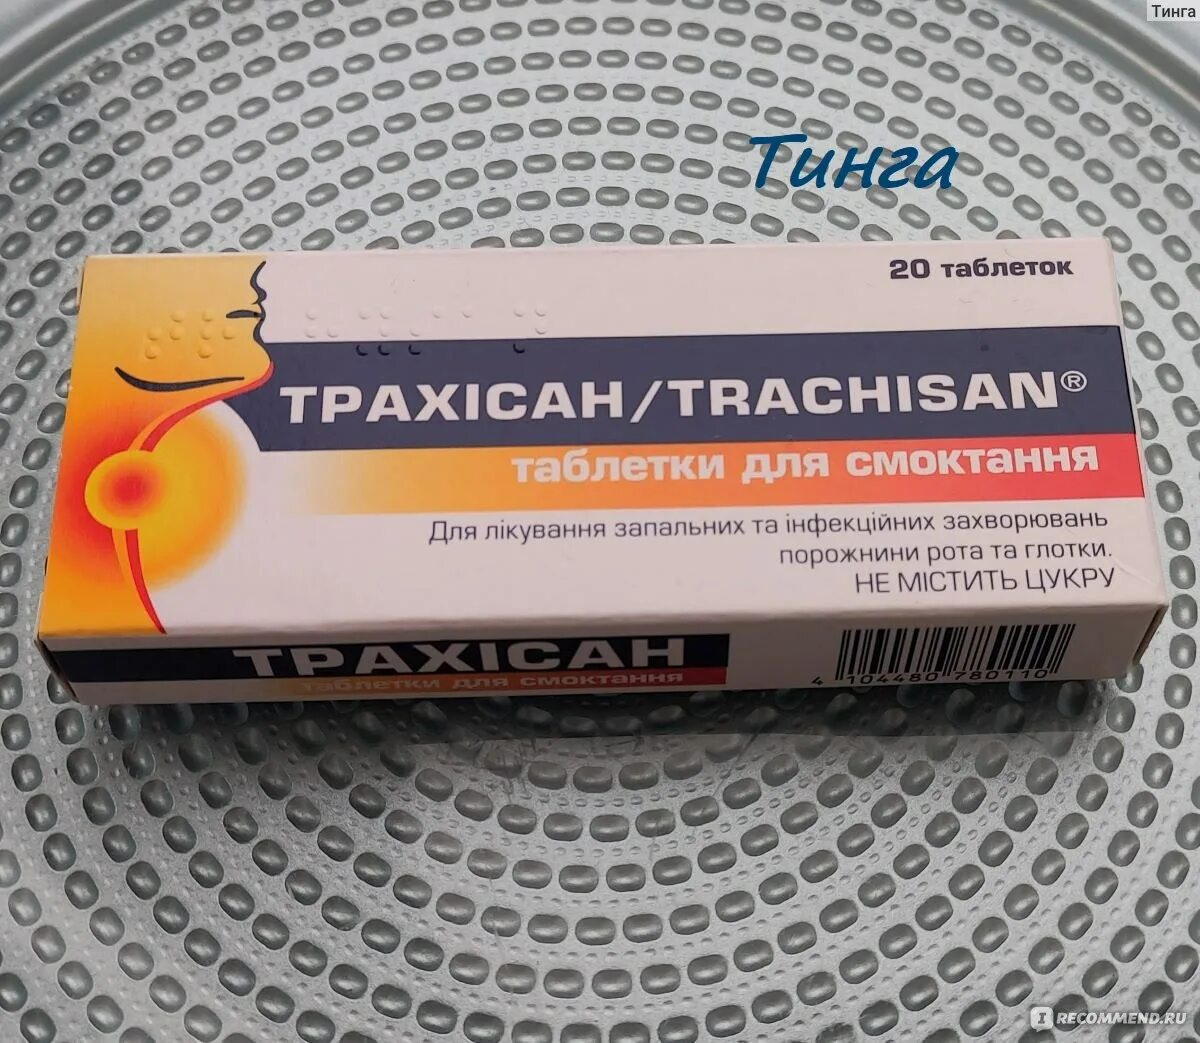 Тинга
Тинга
20 таблеток
ТРАХІСАН/TRACHISAN®
таблетки для смоктання
Для лікування запальних та інфекційних захворювань
порожнини рота та глотки.
НЕ МІСТИТЬ ЦУКРУ
ТРАХІСАН
таблетки для смоктання
4 104480 780110
I RECOMMEND.RU